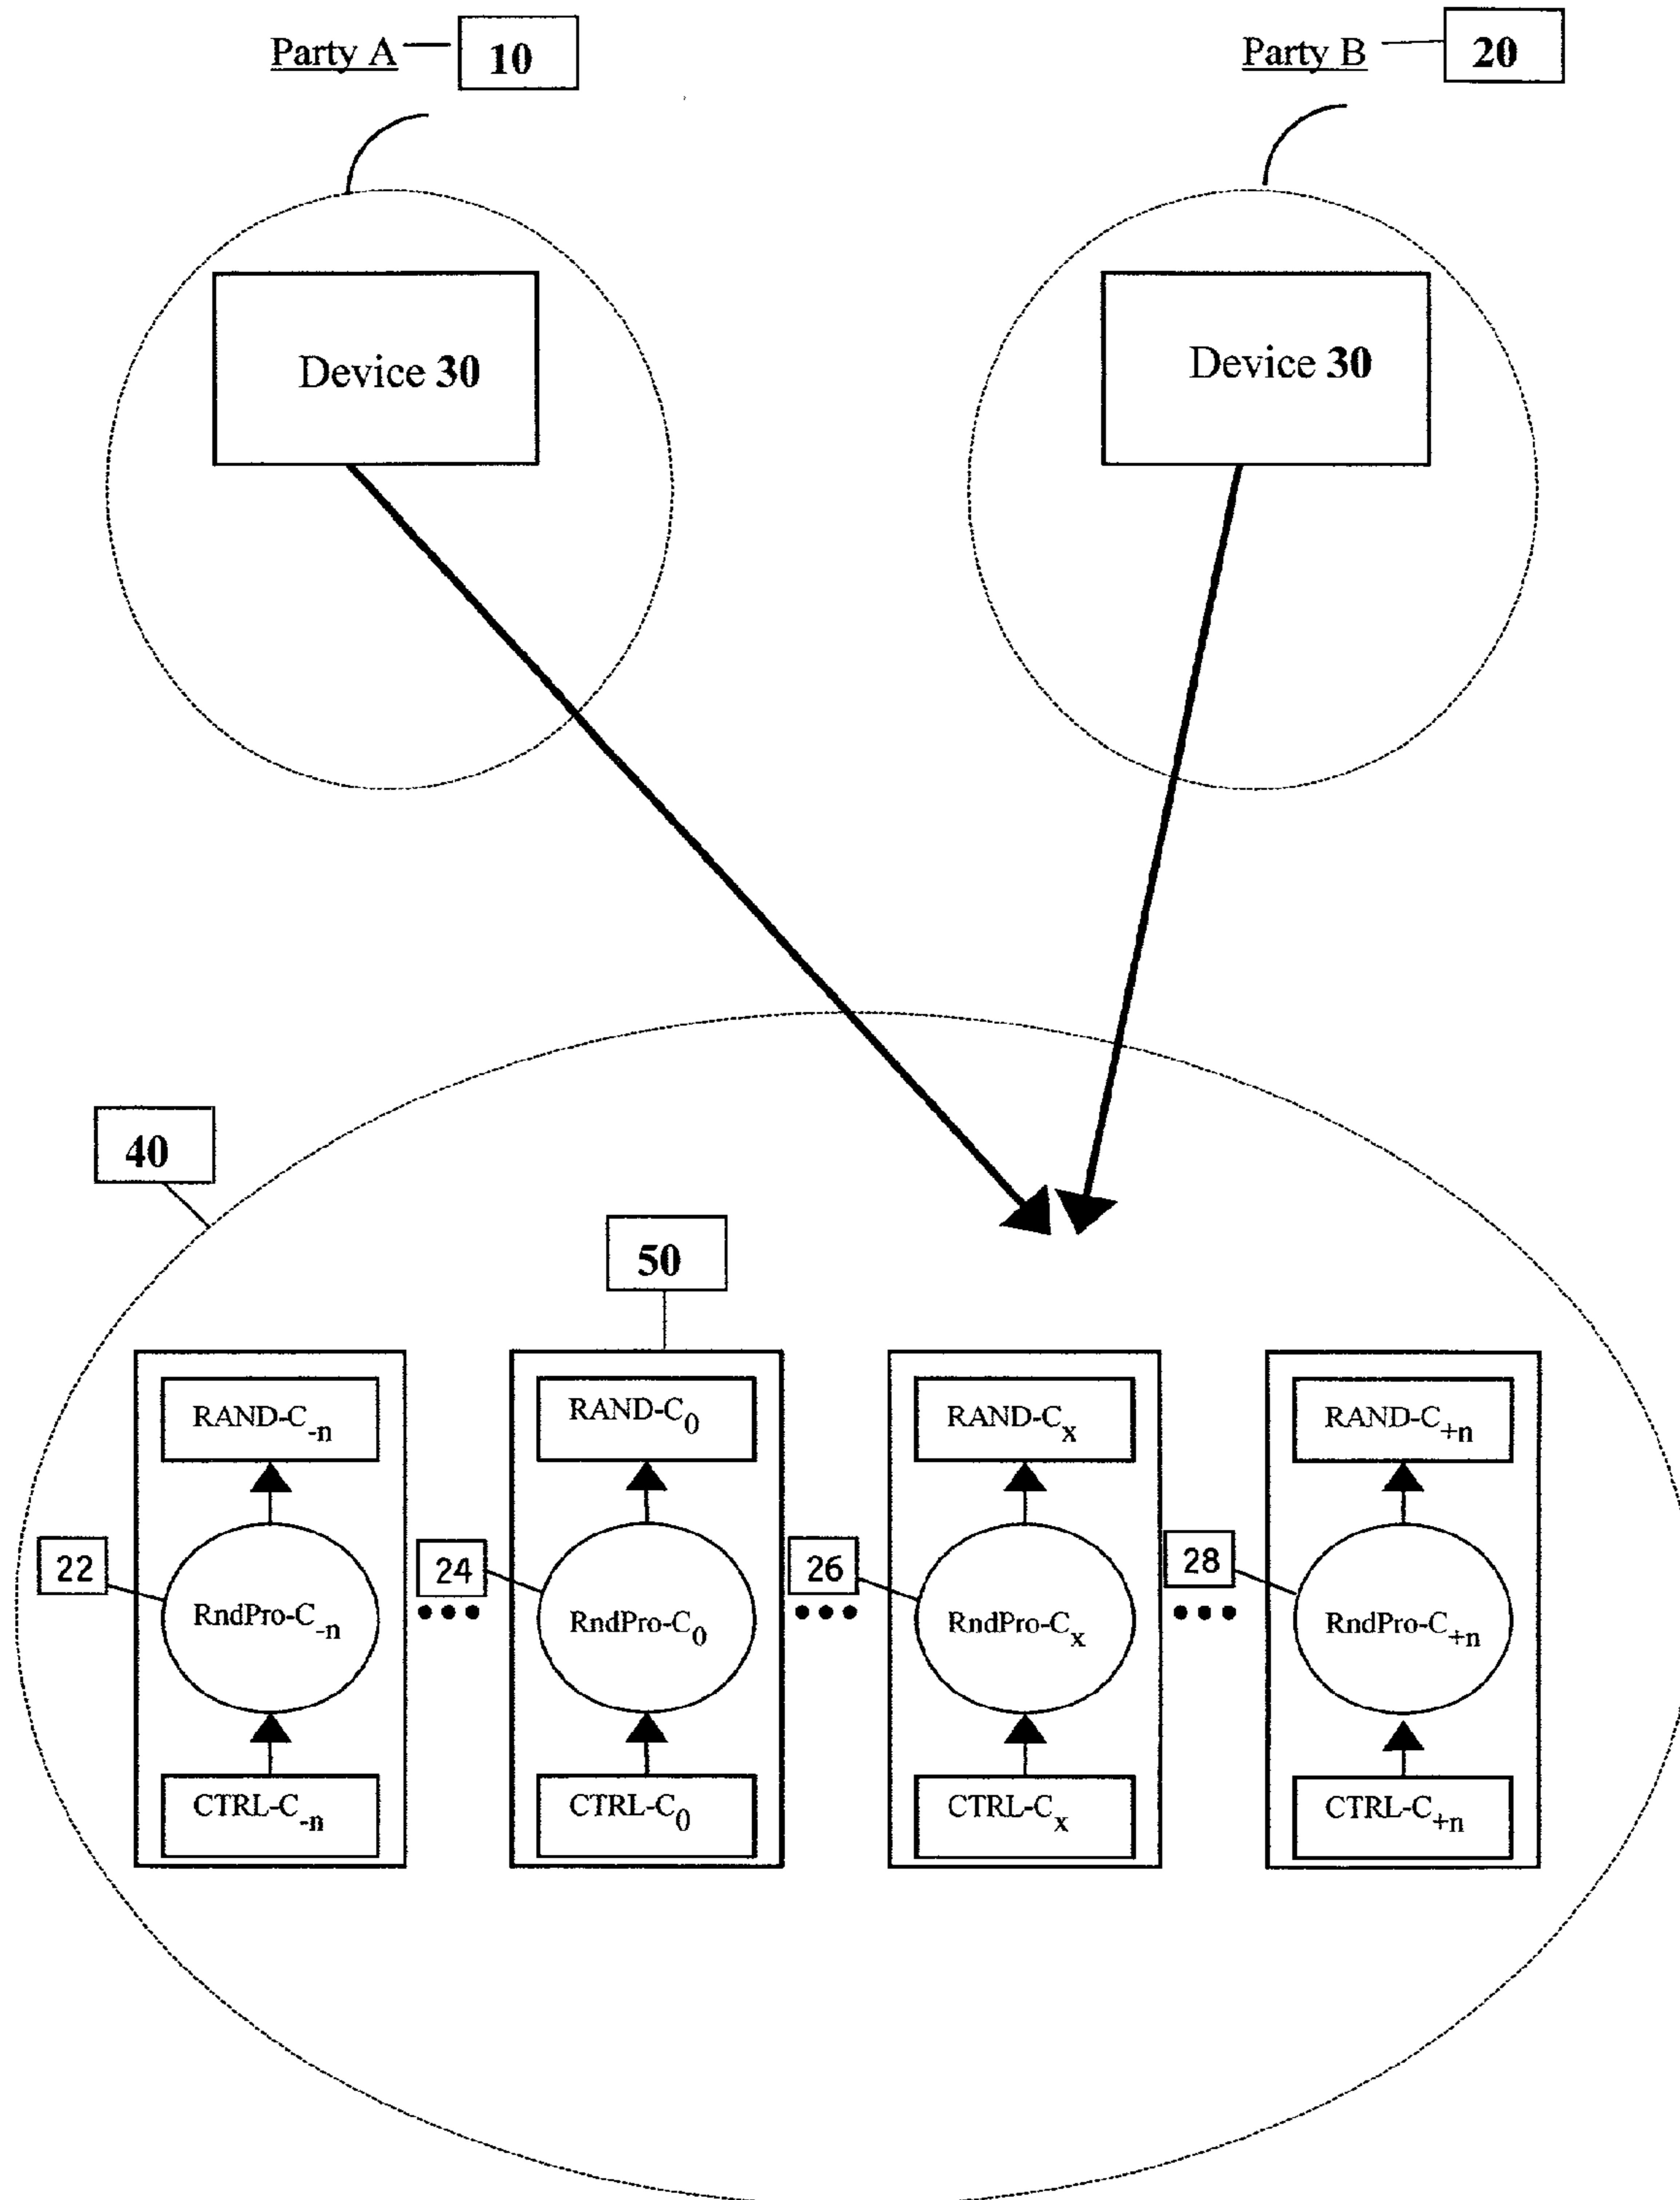 Party A 10
Party B 20
Device 30
Device 30
40
50
RAND-C-n
RAND-C0
RAND-Cx
RAND-C+n
22
24
26
28
RndPro-C-n
RndPro-C0
RndPro-Cx
RndPro-C+n
CTRL-C-n
CTRL-C0
CTRL-Cx
CTRL-C+n